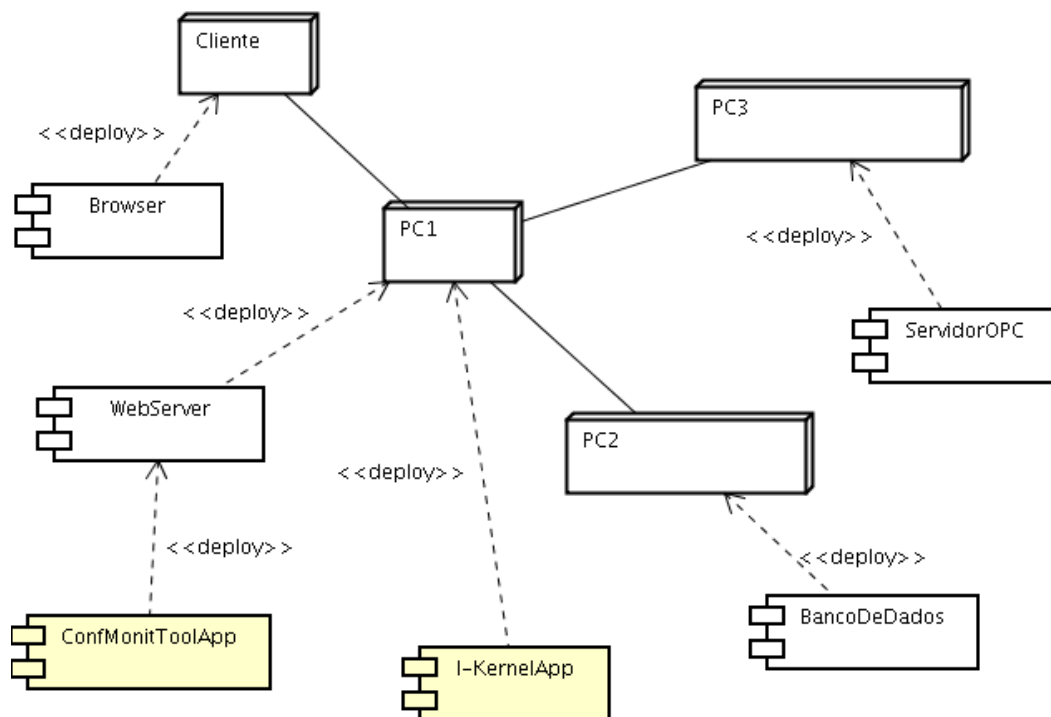 Cliente
PC3
<<deploy>>
Browser
PC1
<<deploy>>
<<deploy>>
ServidorOPC
WebServer
PC2
<<deploy>>
<<deploy>>
<<deploy>>
BancoDeDados
ConfMonitToolApp
I-KernelApp